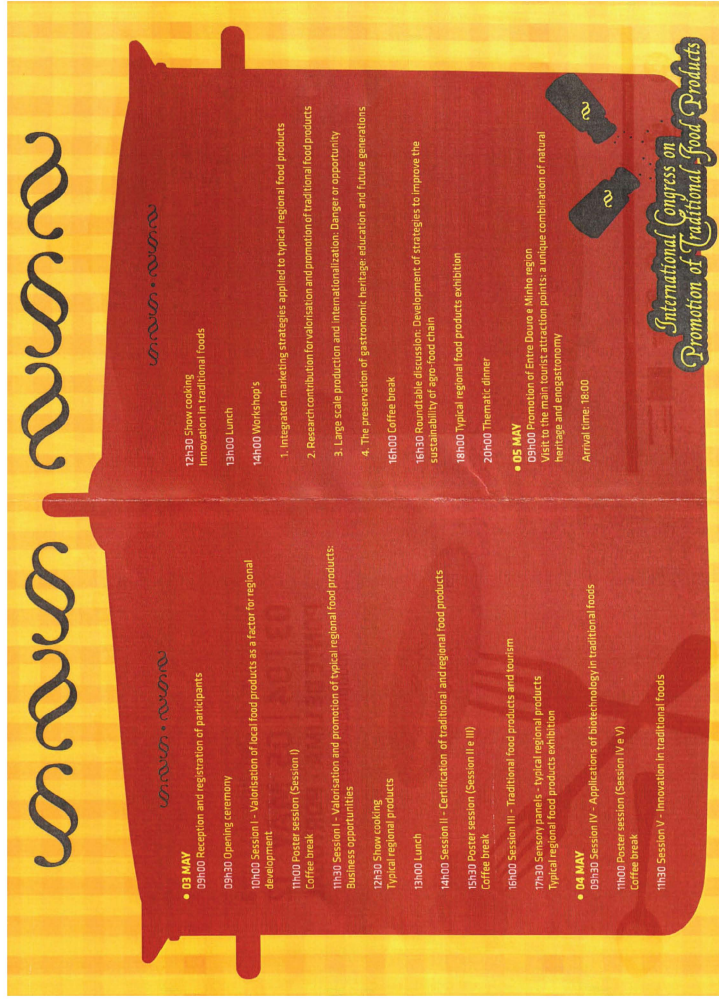 • 03 MAY
09h00 Reception and registration of participants
09h30 Opening ceremony
10h00 Session I - Valorisation of local food products as a factor for regional
development
11h00 Poster session (Session I)
Coffee break
11h30 Session I - Valorisation and promotion of typical regional food products:
Business opportunities
12h30 Show cooking
Typical regional products
13h00 Lunch
14h00 Session II - Certification of traditional and regional food products
15h30 Poster session (Session II e III)
Coffee break
16h00 Session III - Traditional food products and tourism
17h30 Sensory panels - typical regional products
Typical regional food products exhibition
• 04 MAY
09h30 Session IV - Applications of biotechnology in traditional foods
11h00 Poster session (Session IV e V)
Coffee break
11h30 Session V - Innovation in traditional foods
12h30 Show cooking
Innovation in traditional foods
13h00 Lunch
14h00 Workshop's
1. Integrated marketing strategies applied to typical regional food products
2. Research contribution for valorisation and promotion of traditional food products
3. Large scale production and internationalization: Danger or opportunity
4. The preservation of gastronomic heritage: education and future generations
16h00 Coffee break
16h30 Roundtable discussion: Development of strategies to improve the
sustainability of agro-food chain
18h00 Typical regional food products exhibition
20h00 Thematic dinner
• 05 MAY
09h00 Promotion of Entre Douro e Minho region
Visit to the main tourist attraction points: a unique combination of natural
heritage and enogastronomy
Arrival time: 18:00
International Congress on
Promotion of Traditional Food Products